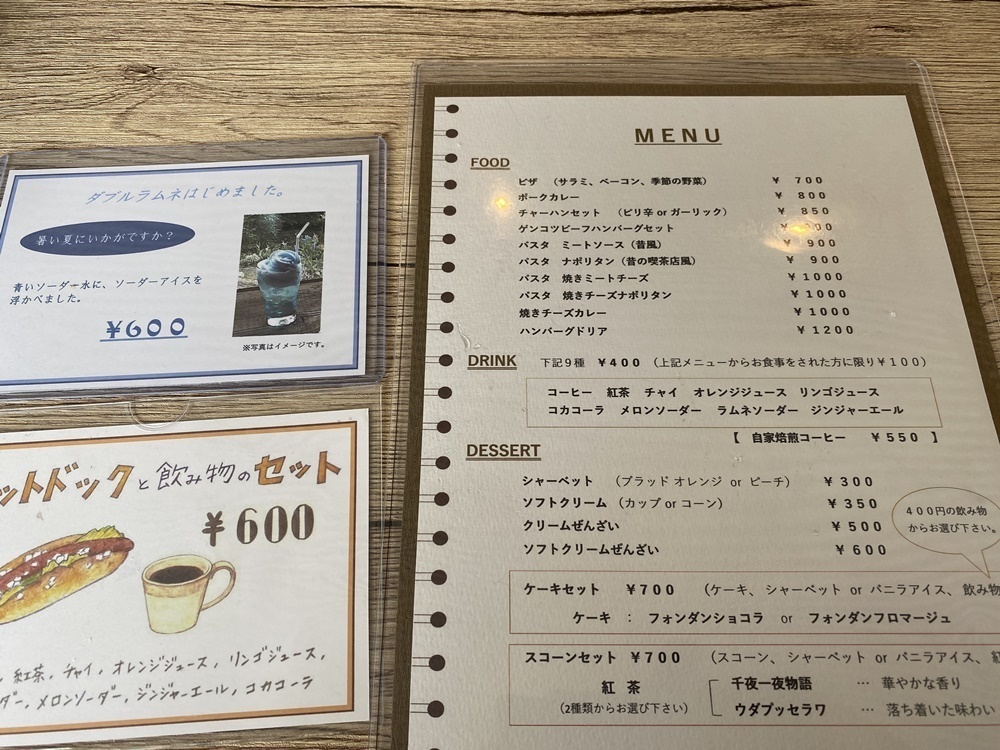 ダブルラムネはじめました。
暑い夏にいかがですか?
青いソーダー水に、ソーダーアイスを
浮かべました。
¥600
※写真はイメージです。
ットドックと飲み物のセット
¥600
、紅茶、チャイ、オレンジジュース、リンゴジュース、
ダー、メロンソーダー、ジンジャーエール、コカコーラ
MENU
FOOD
ピザ (サラミ、ベーコン、季節の野菜) ¥ 700
ポークカレー ¥ 800
チャーハンセット (ピリ辛 or ガーリック) ¥ 850
ゲンコツビーフハンバーグセット ¥
パスタ ミートソース(昔風) ¥ 900
パスタ ナポリタン(昔の喫茶店風) ¥ 900
パスタ 焼きミートチーズ ¥1000
パスタ 焼きチーズナポリタン ¥1000
焼きチーズカレー ¥1000
ハンバーグドリア ¥1200
DRINK 下記9種 ¥400 (上記メニューからお食事をされた方に限り¥100)
コーヒー 紅茶 チャイ オレンジジュース リンゴジュース
コカコーラ メロンソーダー ラムネソーダー ジンジャーエール
【 自家焙煎コーヒー ¥550 】
DESSERT
シャーベット (ブラッドオレンジ or ピーチ) ¥300
ソフトクリーム (カップ or コーン) ¥350
クリームぜんざい ¥500
ソフトクリームぜんざい ¥600
400円の飲み物
からお選び下さい。
ケーキセット ¥700 (ケーキ、シャーベット or バニラアイス、飲み物
ケーキ : フォンダンショコラ or フォンダンフロマージュ
スコーンセット ¥700 (スコーン、シャーベット or バニラアイス、紅
紅 茶
(2種類からお選び下さい)
千夜一夜物語 … 華やかな香り
ウダプッセラワ … 落ち着いた味わい